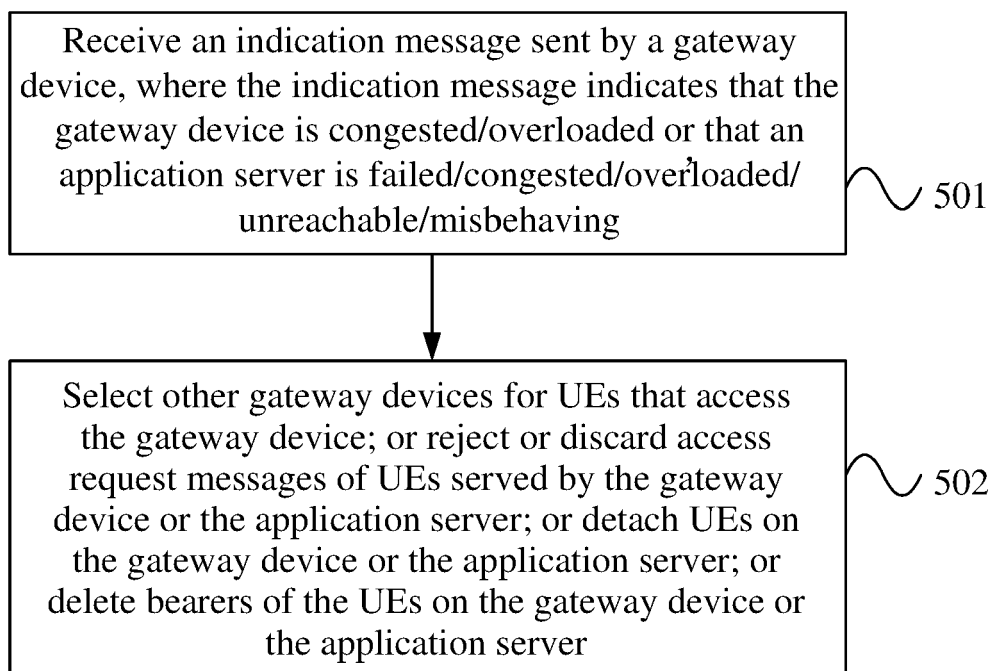 Receive an indication message sent by a gateway
device, where the indication message indicates that the
gateway device is congested/overloaded or that an
application server is failed/congested/overloaded/
unreachable/misbehaving
501
Select other gateway devices for UEs that access
the gateway device; or reject or discard access
request messages of UEs served by the gateway
device or the application server; or detach UEs on
the gateway device or the application server; or
delete bearers of the UEs on the gateway device or
the application server
502